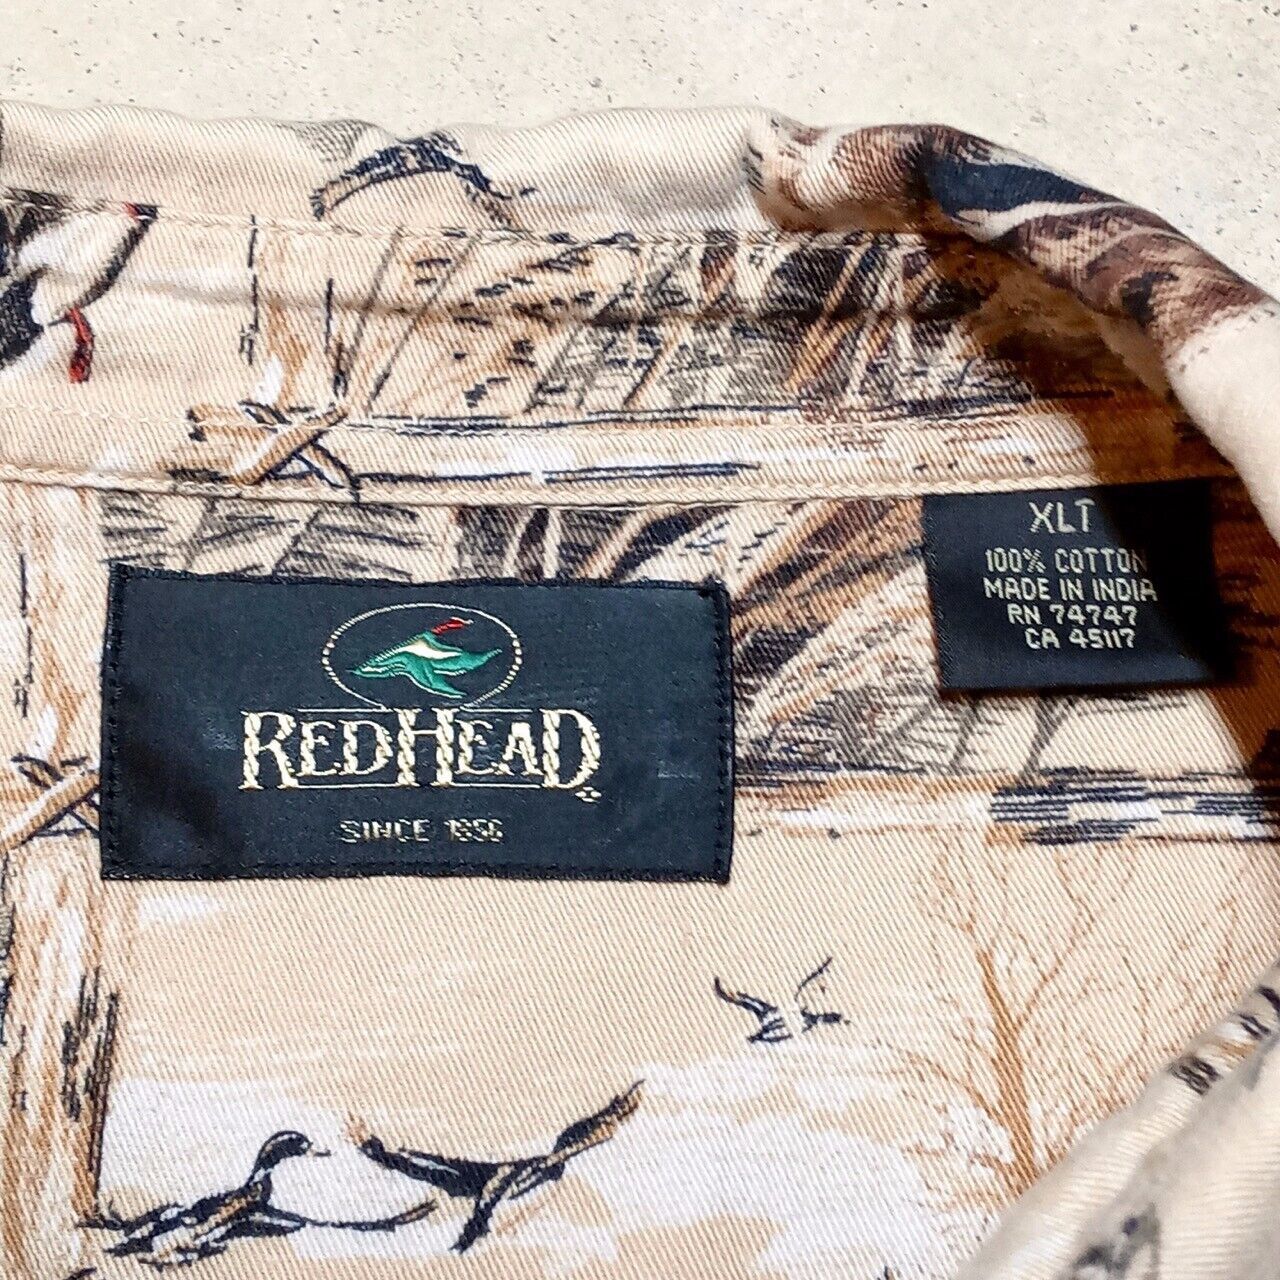 REDHEAD
SINCE 1856
XLT
100% COTTON
MADE IN INDIA
RN 74747
CA 45117